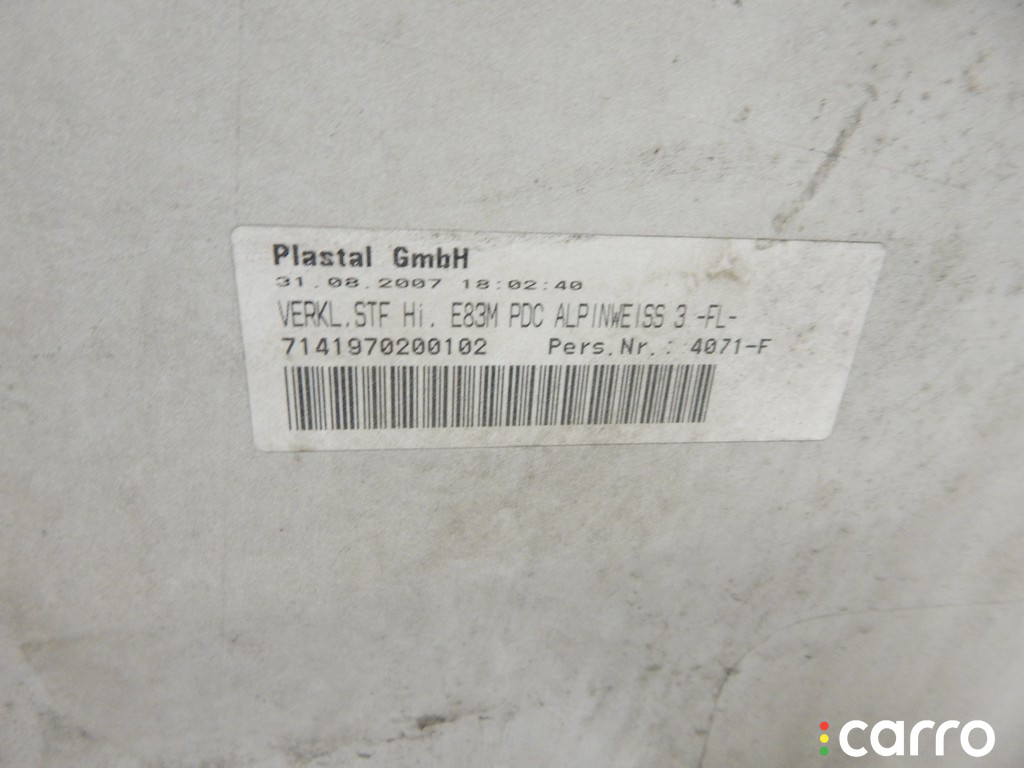 Plastal GmbH
31.08.2007 18:02:40
VERKL.STF Hi. E83M PDC ALPINWEISS 3 -FL-
7141970200102 Pers.Nr.: 4071-F
carro